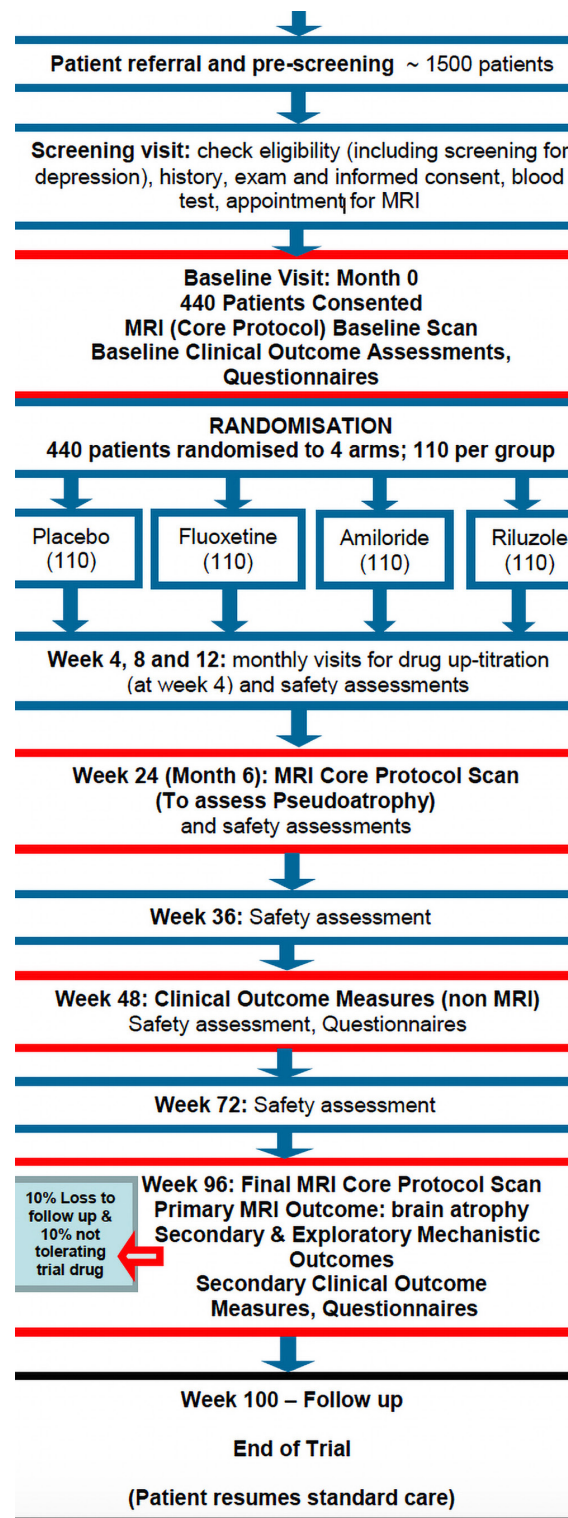 Patient referral and pre-screening ~ 1500 patients
Screening visit: check eligibility (including screening for
depression), history, exam and informed consent, blood
test, appointment for MRI
Baseline Visit: Month 0
440 Patients Consented
MRI (Core Protocol) Baseline Scan
Baseline Clinical Outcome Assessments,
Questionnaires
RANDOMISATION
440 patients randomised to 4 arms; 110 per group
Placebo
(110)
Fluoxetine
(110)
Amiloride
(110)
Riluzole
(110)
Week 4, 8 and 12: monthly visits for drug up-titration
(at week 4) and safety assessments
Week 24 (Month 6): MRI Core Protocol Scan
(To assess Pseudoatrophy)
and safety assessments
Week 36: Safety assessment
Week 48: Clinical Outcome Measures (non MRI)
Safety assessment, Questionnaires
Week 72: Safety assessment
10% Loss to
follow up &
10% not
tolerating
trial drug
Week 96: Final MRI Core Protocol Scan
Primary MRI Outcome: brain atrophy
Secondary & Exploratory Mechanistic
Outcomes
Secondary Clinical Outcome
Measures, Questionnaires
Week 100 – Follow up
End of Trial
(Patient resumes standard care)